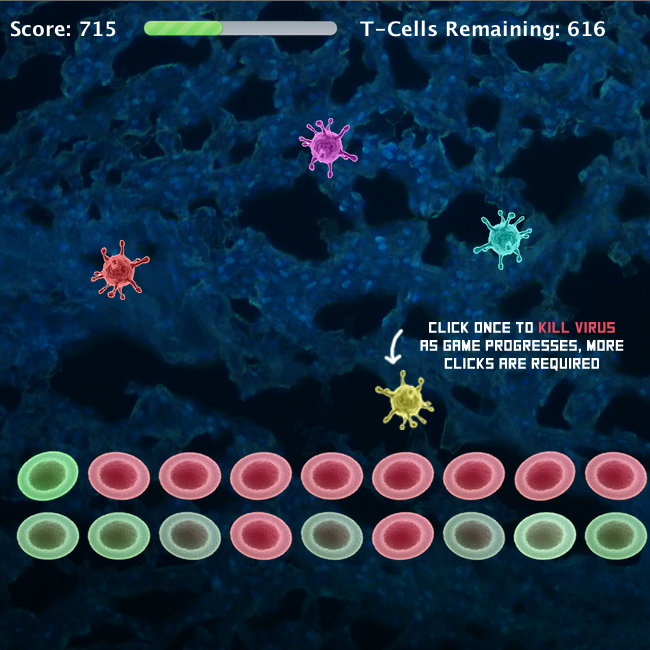 Score: 715
T-Cells Remaining: 616
CLICK ONCE TO KILL VIRUS
AS GAME PROGRESSES, MORE
CLICKS ARE REQUIRED